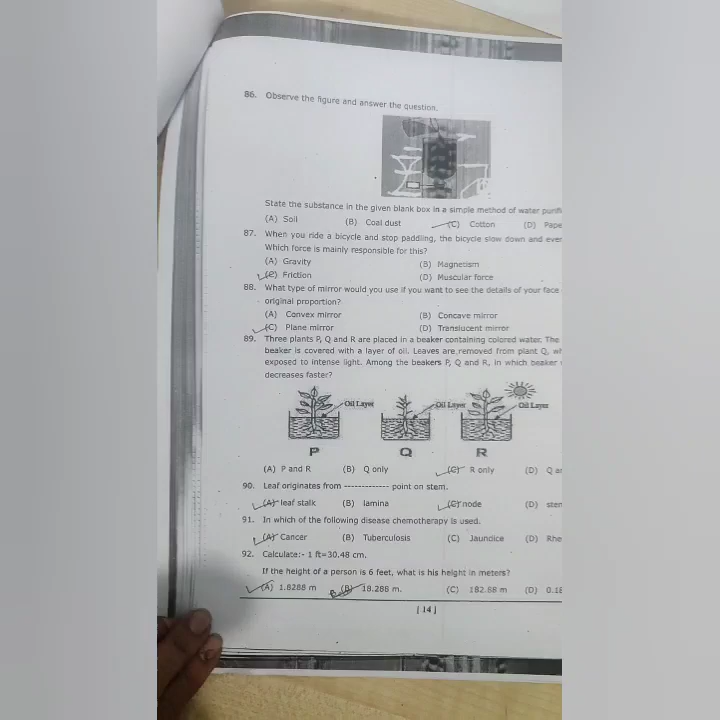 86. Observe the figure and answer the question.
State the substance in the given blank box in a simple method of water
(A) Soil (B) Coal dust (C) Cotton (D)
87. When you ride a bicycle and stop paddling, the bicycle slow down and
Which force is mainly responsible for this?
(A) Gravity (B) Magnetism
(C) Friction (D) Muscular force
88. What type of mirror would you use if you want to see the details of your face
original proportion?
(A) Convex mirror (B) Concave mirror
(C) Plane mirror (D) Translucent mirror
89. Three plants P, Q and R are placed in a beaker containing colored water. The
beaker is covered with a layer of oil. Leaves are removed from plant Q,
exposed to intense light. Among the beakers P, Q and R, in which beaker
decreases faster?
Oil Layer Oil Layer Oil Layer
P Q R
(A) P and R (B) Q only (C) R only (D) Q
90. Leaf originates from ------------- point on stem.
(A) leaf stalk (B) lamina (C) node (D)
91. In which of the following disease chemotherapy is used.
(A) Cancer (B) Tuberculosis (C) Jaundice (D)
92. Calculate:- 1 ft=30.48 cm.
If the height of a person is 6 feet, what is his height in meters?
(A) 1.8288 m (B) 18.288 m. (C) 182.88 m (D)
[ 14 ]